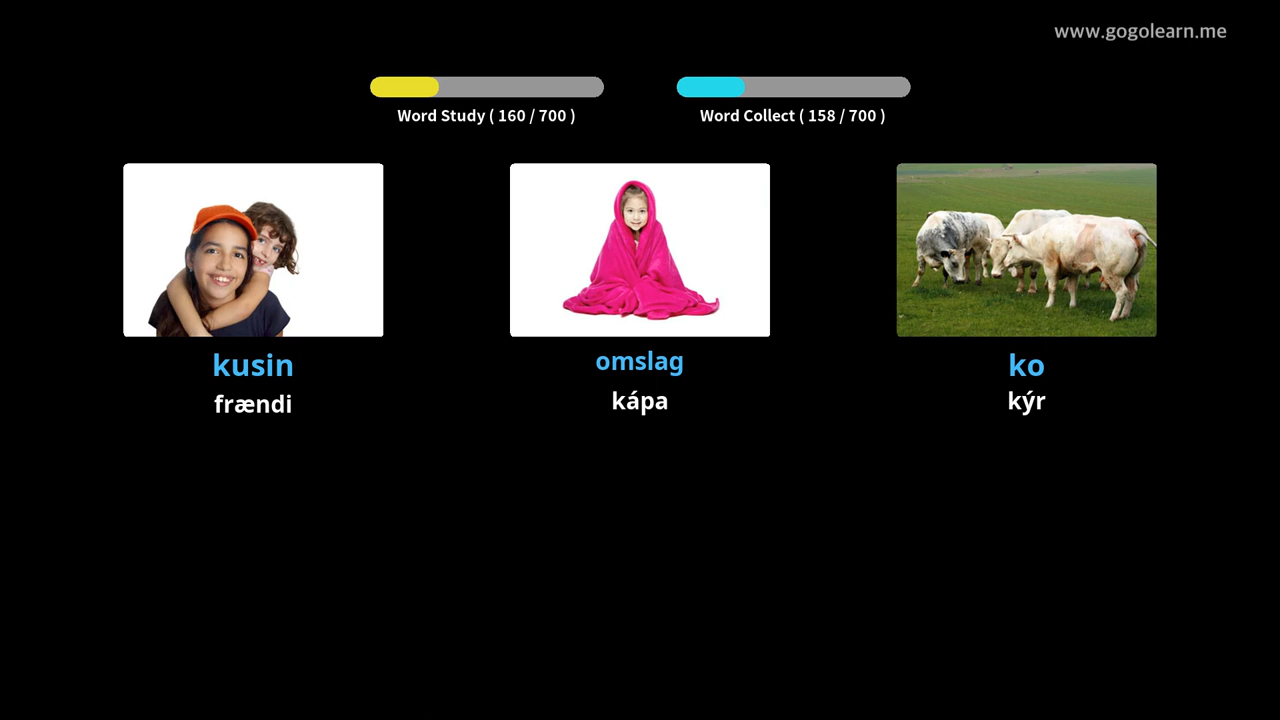 www.gogolearn.me
Word Study ( 160 / 700 )
Word Collect ( 158 / 700 )
kusin
frændi
omslag
kápa
ko
kýr